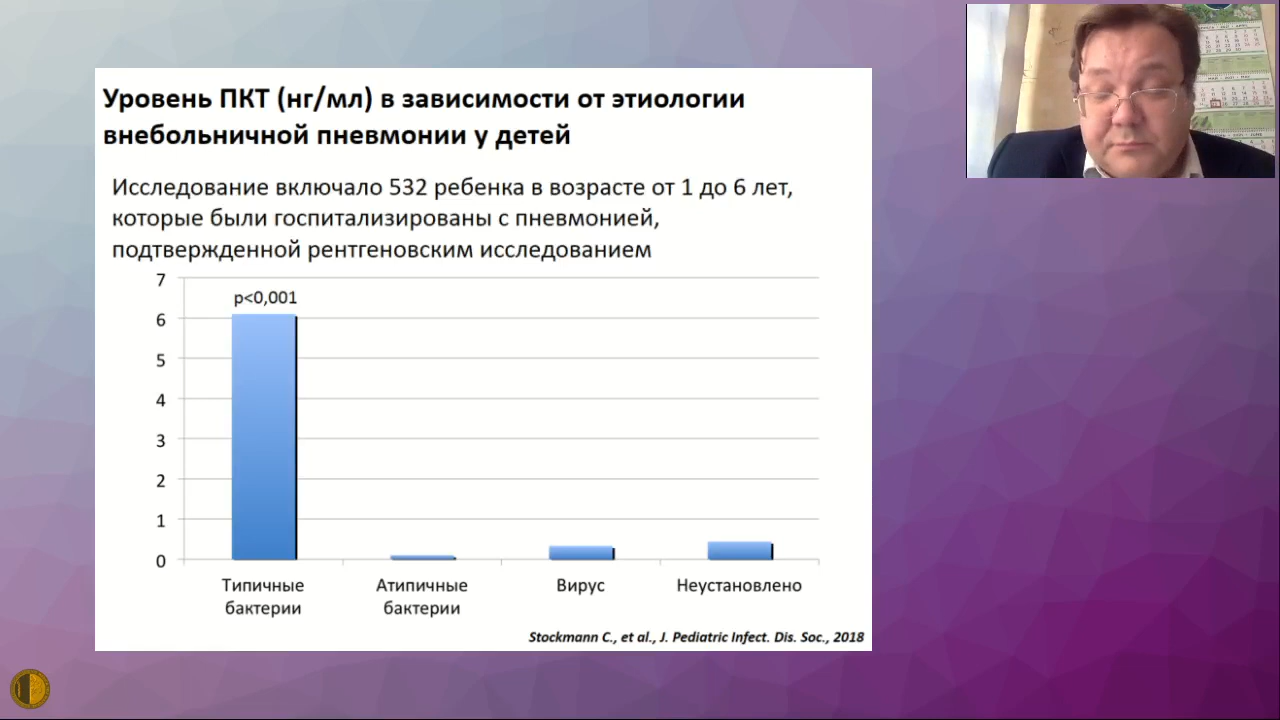 Уровень ПКТ (нг/мл) в зависимости от этиологии
внебольничной пневмонии у детей
Исследование включало 532 ребенка в возрасте от 1 до 6 лет,
которые были госпитализированы с пневмонией,
подтвержденной рентгеновским исследованием
7
p<0,001
6
5
4
3
2
1
0
Типичные
бактерии
Атипичные
бактерии
Вирус
Неустановлено
Stockmann C., et al., J. Pediatric Infect. Dis. Soc., 2018